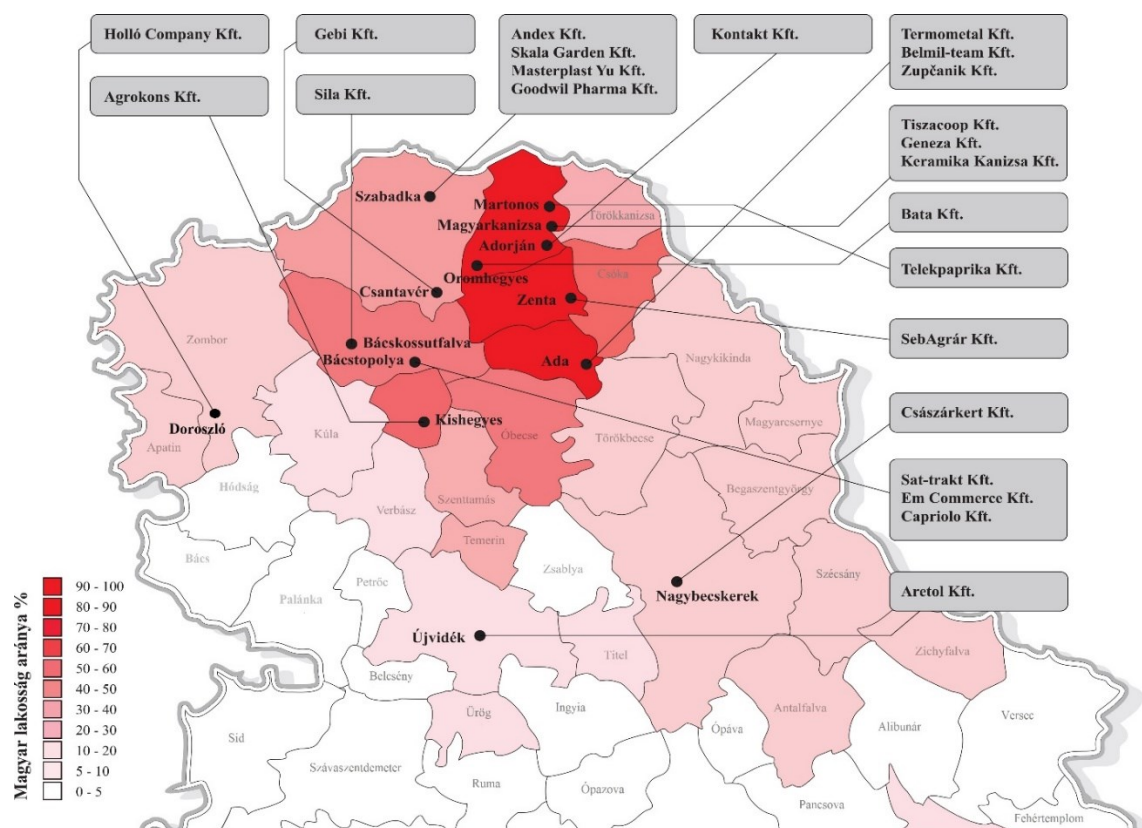 Holló Company Kft.
Gebi Kft.
Andex Kft.
Skala Garden Kft.
Masterplast Yu Kft.
Goodwil Pharma Kft.
Kontakt Kft.
Termometal Kft.
Belmil-team Kft.
Zupčanik Kft.
Agrokons Kft.
Sila Kft.
Tiszacoop Kft.
Geneza Kft.
Keramika Kanizsa Kft.
Bata Kft.
Telekpaprika Kft.
SebAgrár Kft.
Császárkert Kft.
Sat-trakt Kft.
Em Commerce Kft.
Capriolo Kft.
Aretol Kft.
Szabadka
Martonos
Törökkanizsa
Magyarkanizsa
Adorján
Oromhegyes
Csóka
Csantavér
Zenta
Zombor
Bácskossutfalva
Bácstopolya
Ada
Nagykikinda
Doroszló
Kishegyes
Apatin
Kúla
Óbecse
Törökbecse
Magyarcsernye
Hódság
Verbász
Szenttamás
Begaszentgyörgy
Temerin
Bács
Petrőc
Zsablya
Szécsány
Palánka
Nagybecskerek
Újvidék
Titel
Zichyfalva
Belcsény
Ürög
Ingyia
Ópáva
Antalfalva
Alibunár
Versec
Sid
Szávaszentdemeter
Ruma
Ópazova
Pancsova
Fehértemplom
Magyar lakosság aránya %
90 - 100
80 - 90
70 - 80
60 - 70
50 - 60
40 - 50
30 - 40
20 - 30
10 - 20
5 - 10
0 - 5